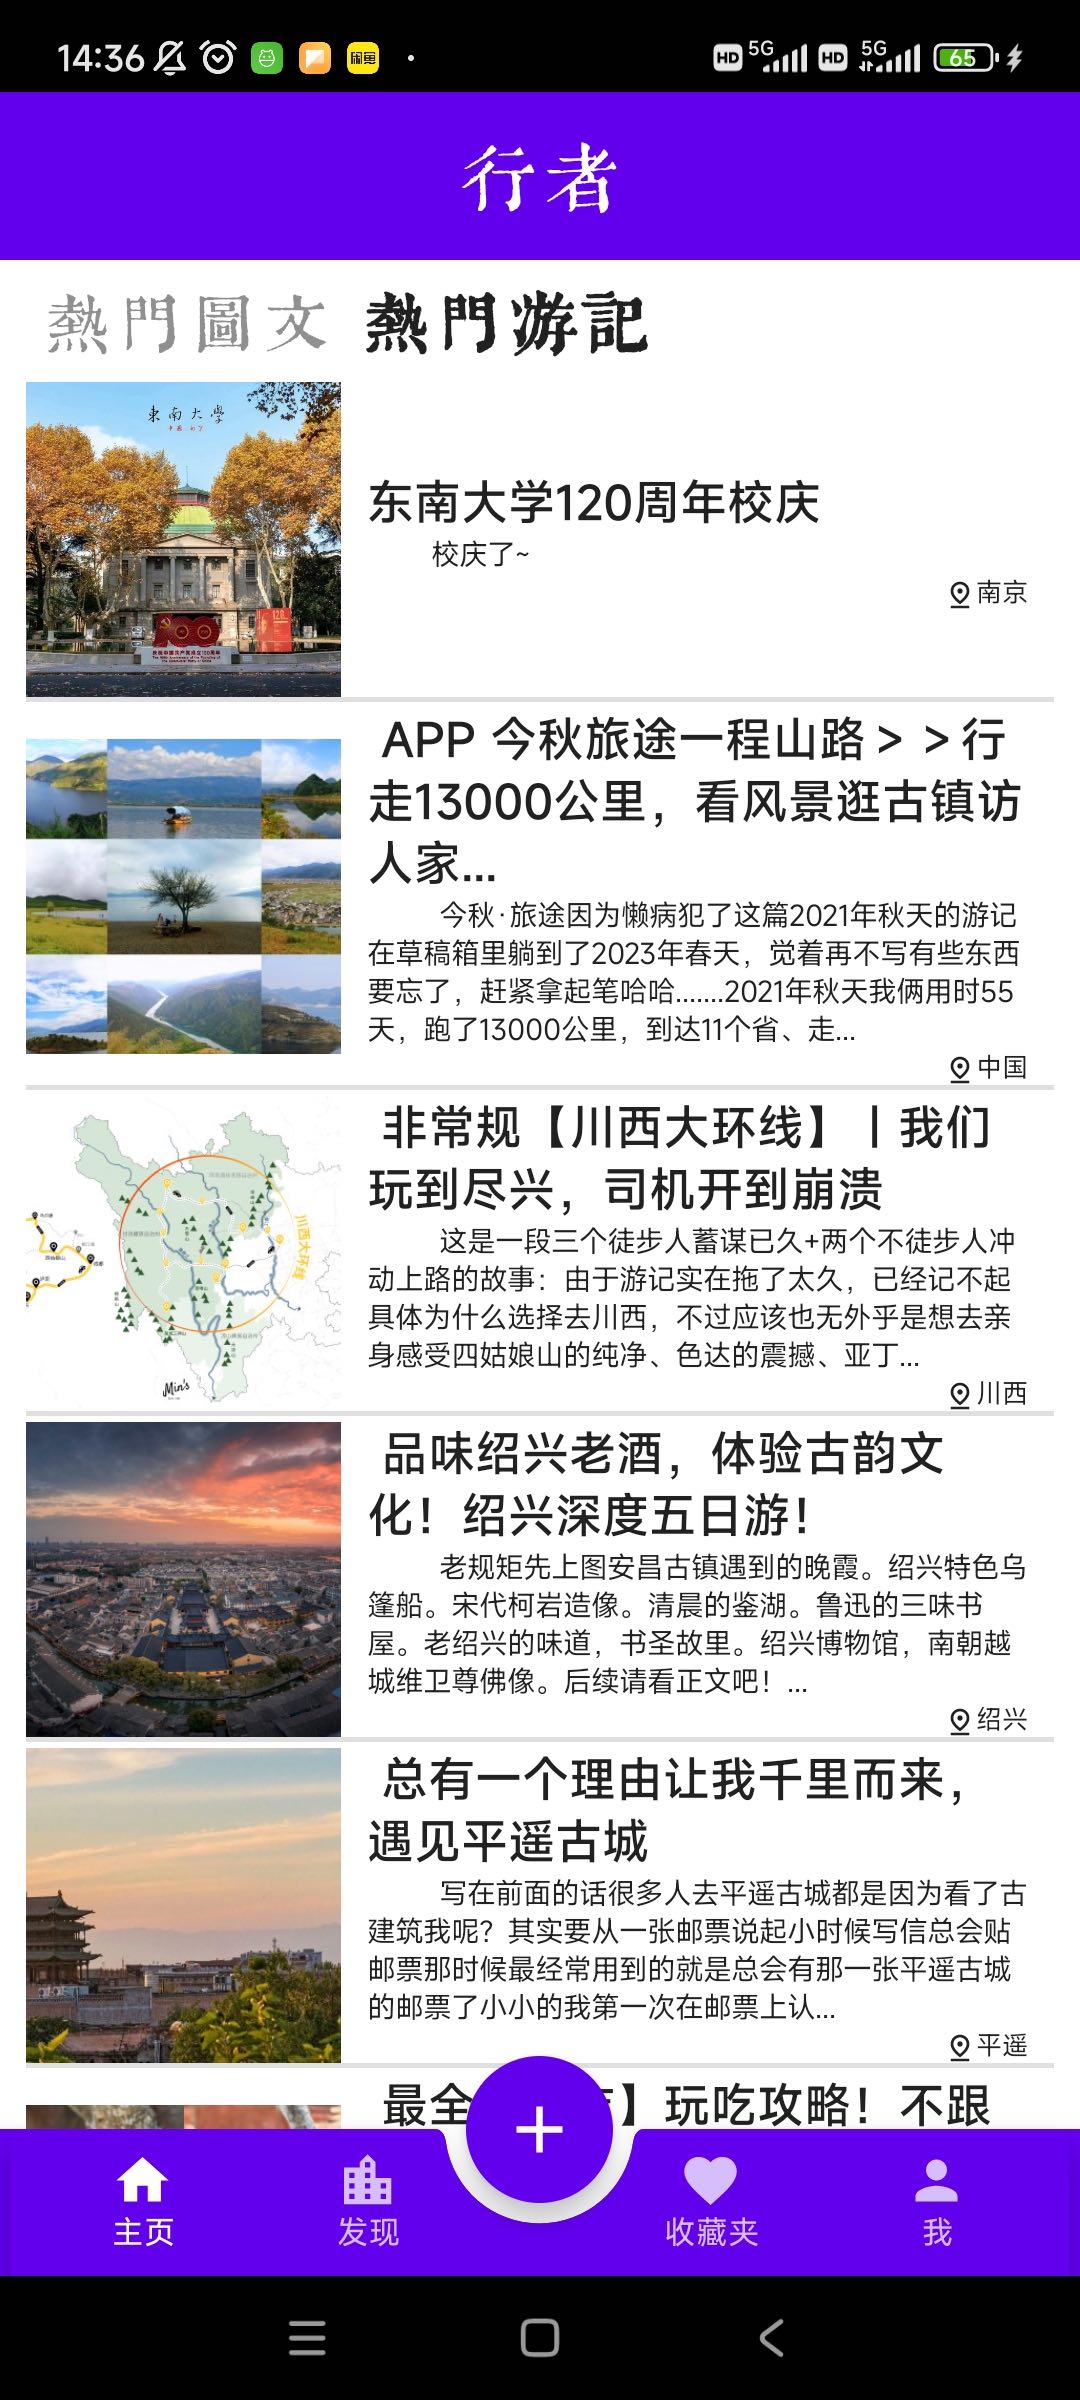 14:36
闲鱼
HD 5G HD 5G 65
行者
熱門圖文 熱門游記
東南大學
东南大学120周年校庆
校庆了~
南京
APP 今秋旅途一程山路＞＞行
走13000公里，看风景逛古镇访
人家...
今秋·旅途因为懒病犯了这篇2021年秋天的游记
在草稿箱里躺到了2023年春天，觉着再不写有些东西
要忘了，赶紧拿起笔哈哈.......2021年秋天我俩用时55
天，跑了13000公里，到达11个省、走...
中国
川西大环线
Min's
非常规【川西大环线】丨我们
玩到尽兴，司机开到崩溃
这是一段三个徒步人蓄谋已久+两个不徒步人冲
动上路的故事：由于游记实在拖了太久，已经记不起
具体为什么选择去川西，不过应该也无外乎是想去亲
身感受四姑娘山的纯净、色达的震撼、亚丁...
川西
品味绍兴老酒，体验古韵文
化！绍兴深度五日游！
老规矩先上图安昌古镇遇到的晚霞。绍兴特色乌
篷船。宋代柯岩造像。清晨的鉴湖。鲁迅的三味书
屋。老绍兴的味道，书圣故里。绍兴博物馆，南朝越
城维卫尊佛像。后续请看正文吧！...
绍兴
总有一个理由让我千里而来，
遇见平遥古城
写在前面的话很多人去平遥古城都是因为看了古
建筑我呢？其实要从一张邮票说起小时候写信总会贴
邮票那时候最经常用到的就是总会有那一张平遥古城
的邮票了小小的我第一次在邮票上认...
平遥
最全 】玩吃攻略！不跟
主页 发现 收藏夹 我